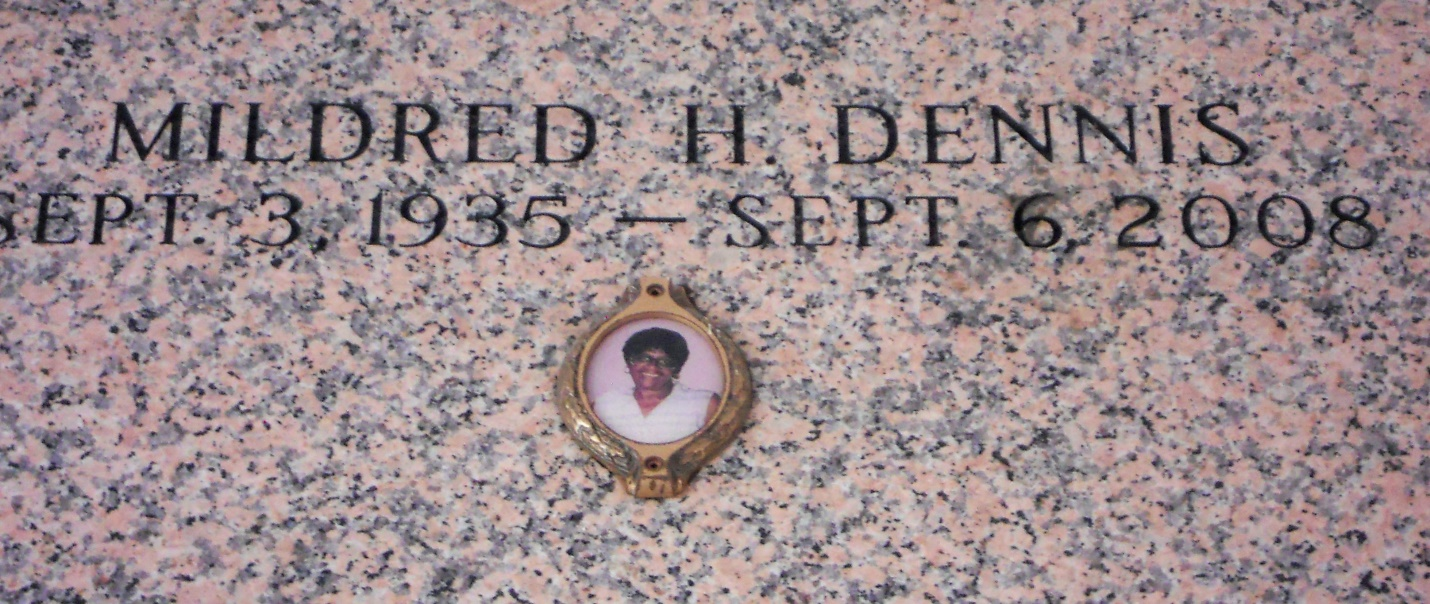 MILDRED H. DENNIS
SEPT. 3, 1935 — SEPT. 6, 2008